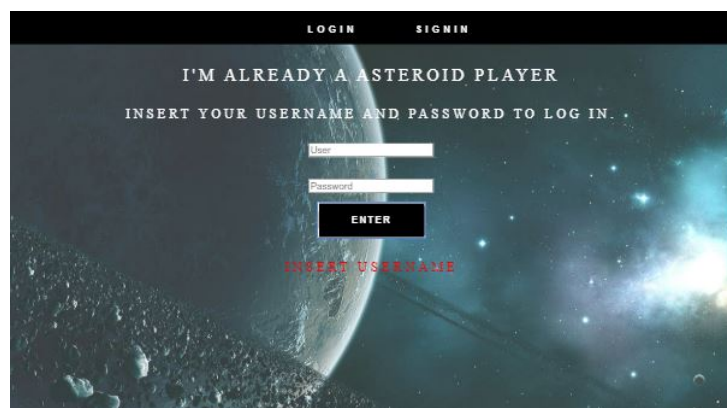 LOGIN SIGNIN
I'M ALREADY A ASTEROID PLAYER
INSERT YOUR USERNAME AND PASSWORD TO LOG IN.
User
Password
ENTER
INSERT USERNAME